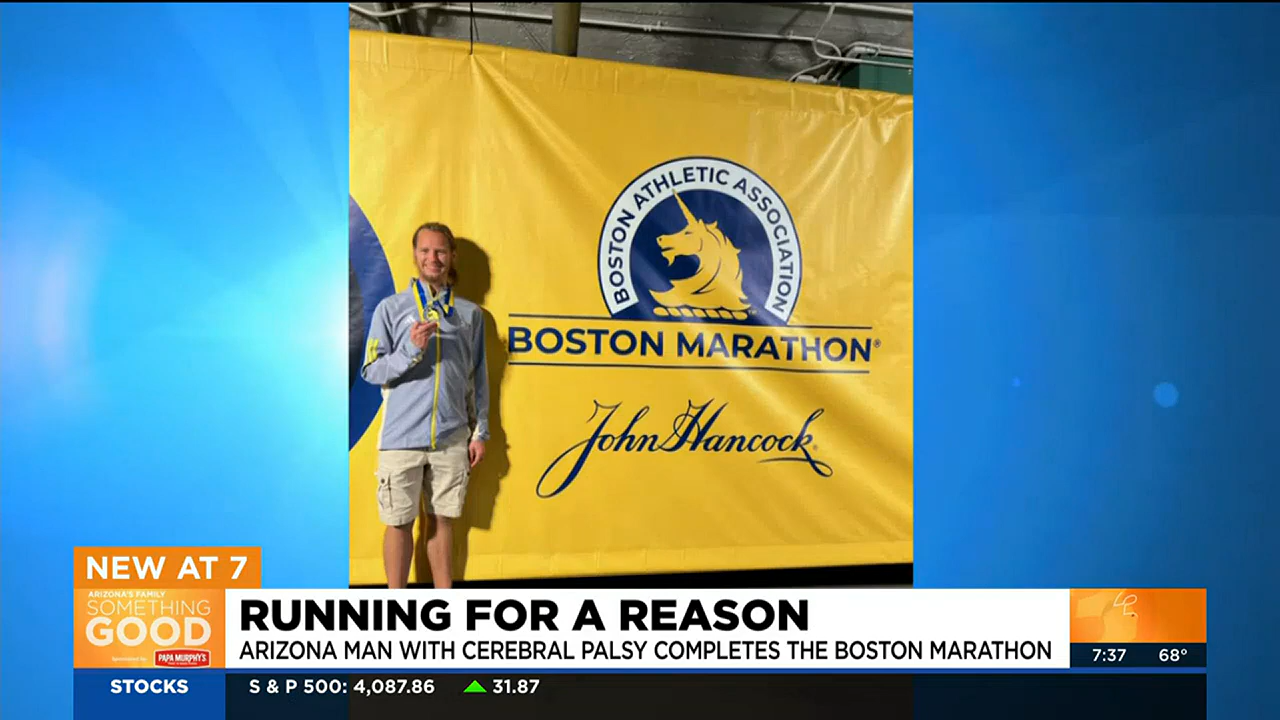 BOSTON ATHLETIC ASSOCIATION
BOSTON MARATHON®
John Hancock®
NEW AT 7
ARIZONA'S FAMILY
SOMETHING
GOOD
Sponsored by PAPA MURPHY'S
RUNNING FOR A REASON
ARIZONA MAN WITH CEREBRAL PALSY COMPLETES THE BOSTON MARATHON
7:37 68°
STOCKS S & P 500: 4,087.86 ▲ 31.87